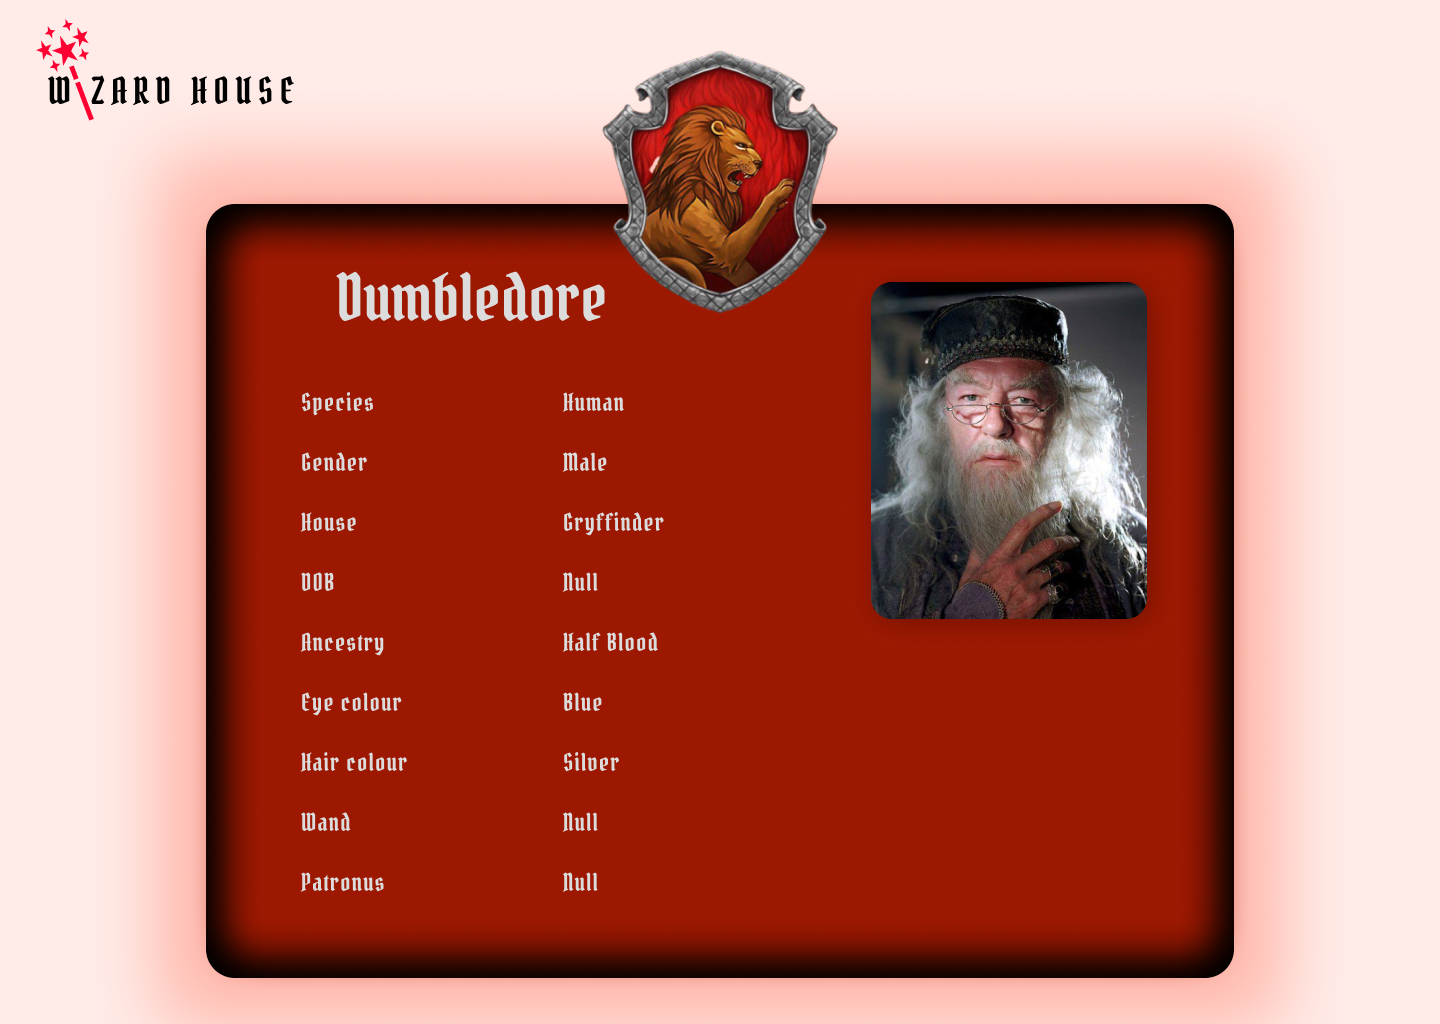 WIZARD HOUSE
Dumbledore
Species Human
Gender Male
House Gryffinder
DOB Null
Ancestry Half Blood
Eye colour Blue
Hair colour Silver
Wand Null
Patronus Null